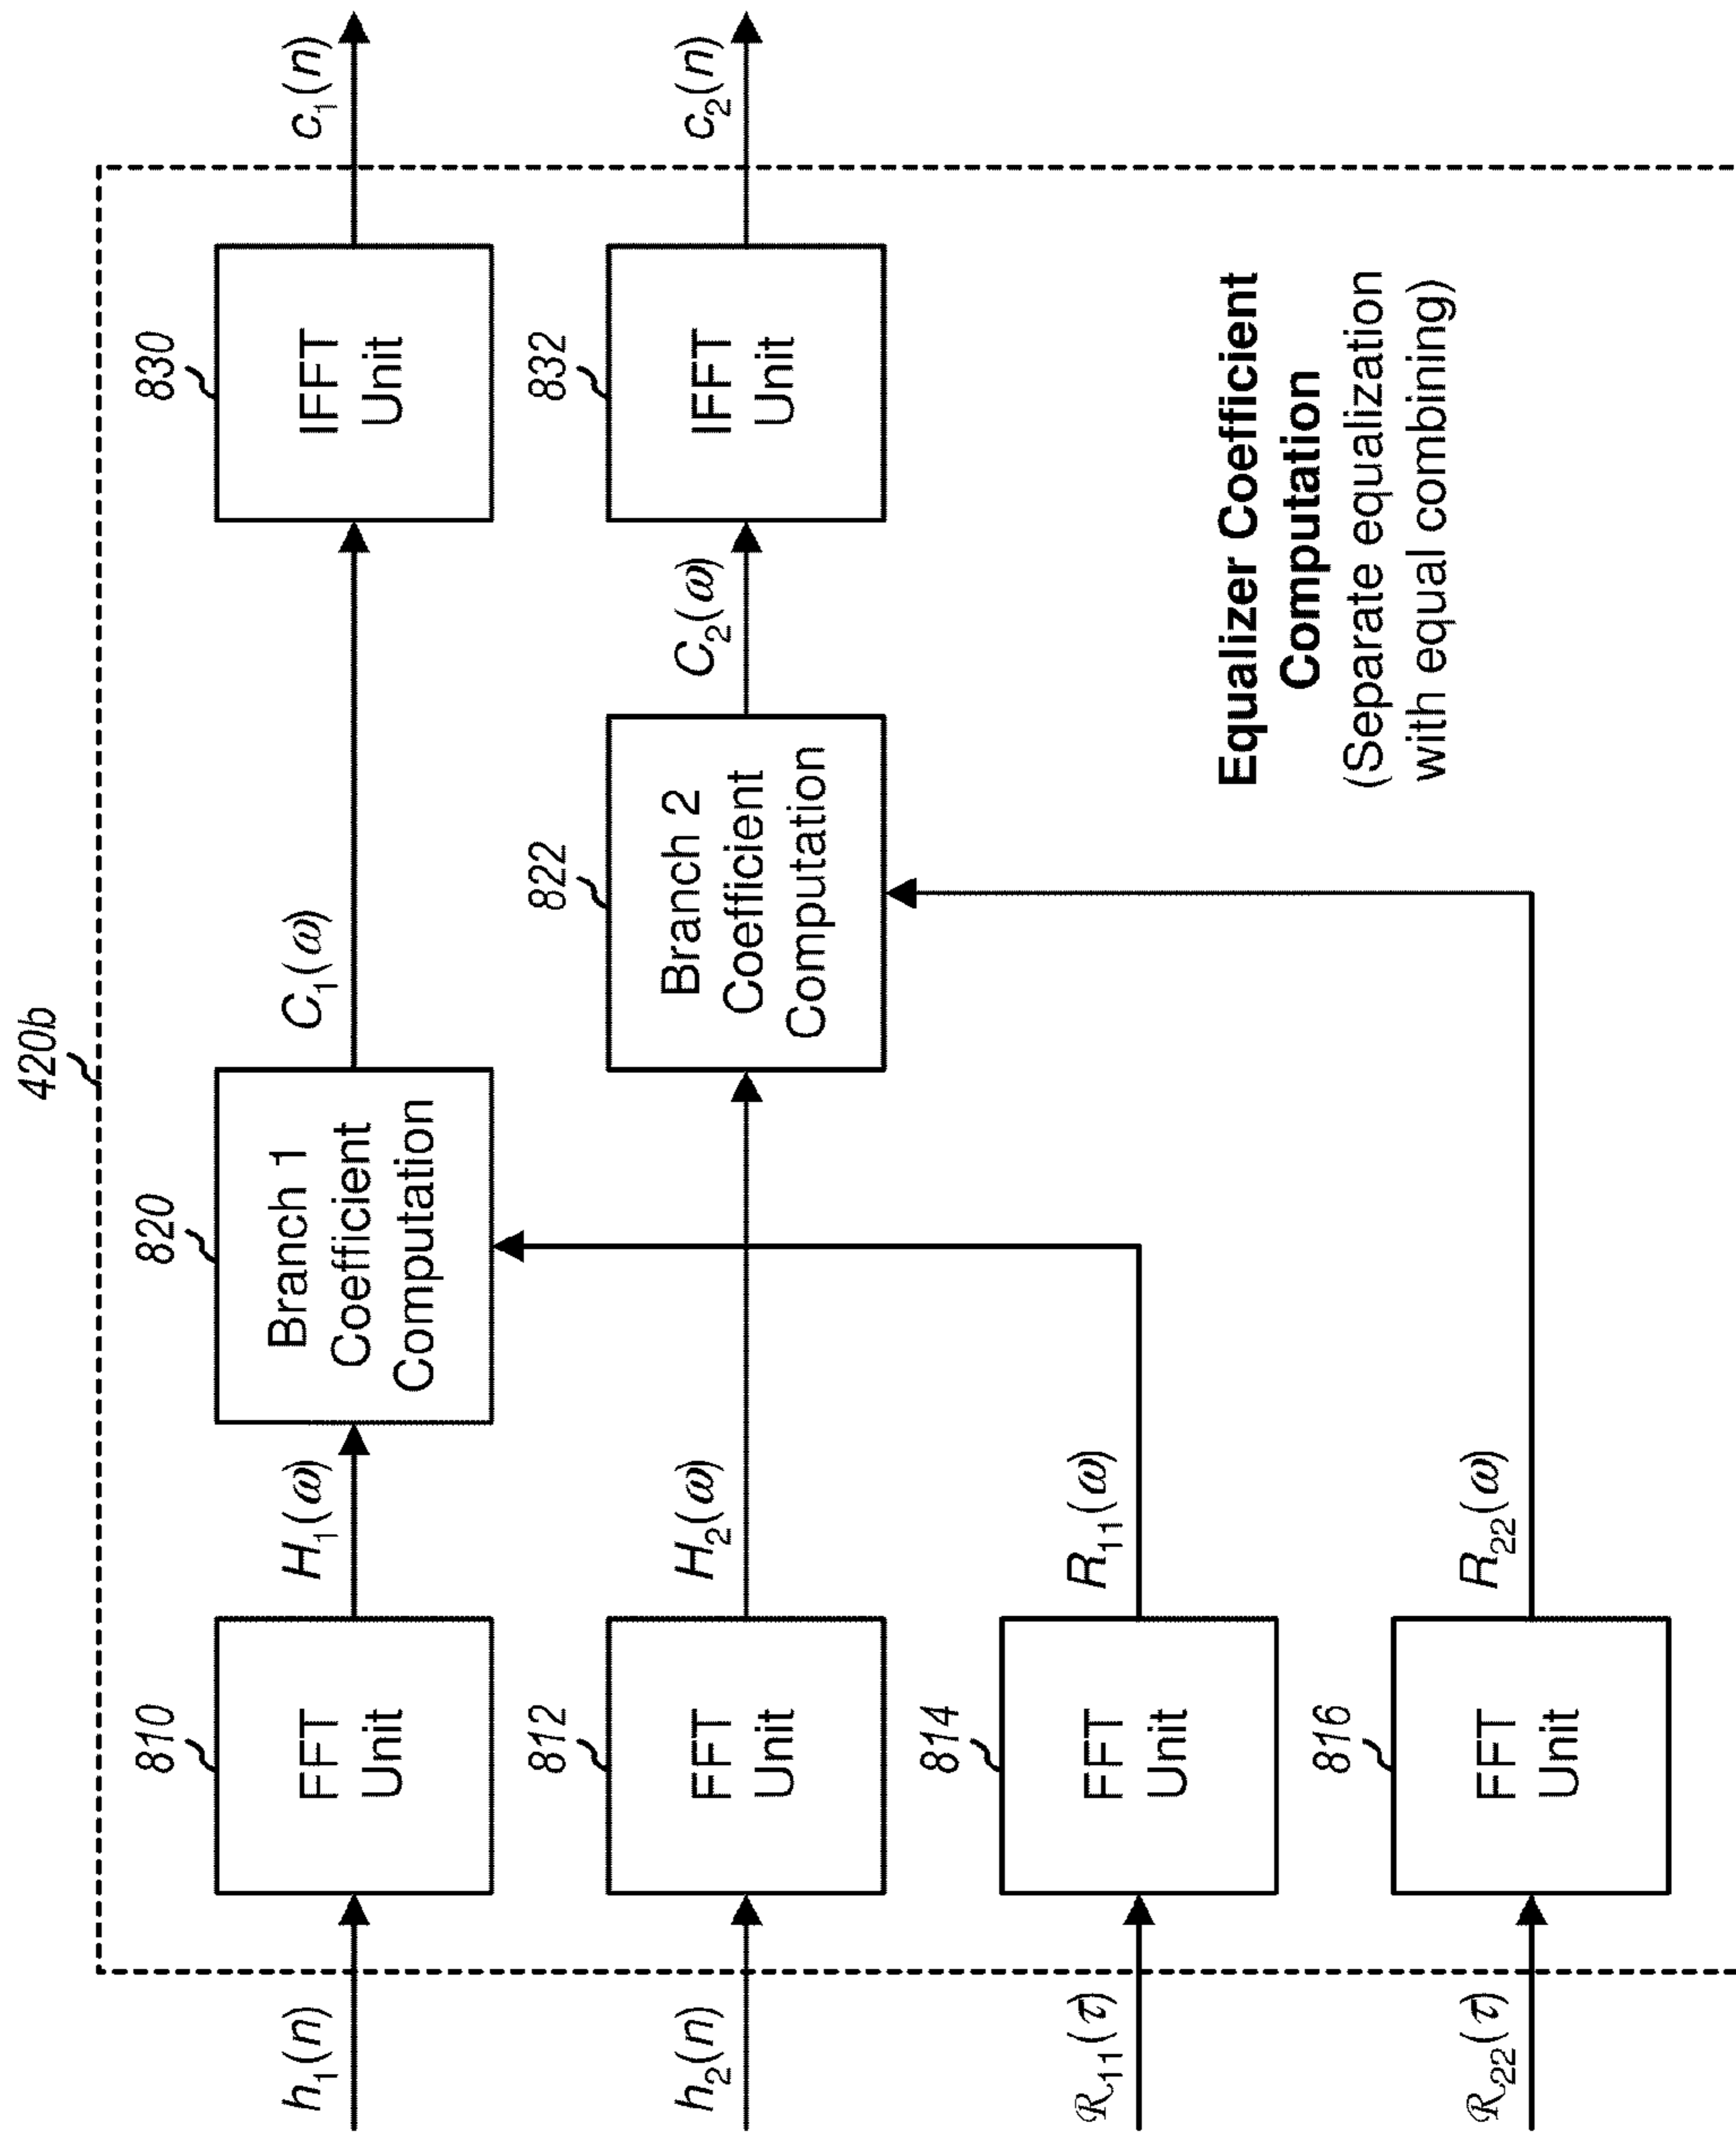 420b
h₁(n)
810
FFT
Unit
H₁(ω)
820
Branch 1
Coefficient
Computation
C₁(ω)
830
IFFT
Unit
c₁(n)
h₂(n)
812
FFT
Unit
H₂(ω)
822
Branch 2
Coefficient
Computation
C₂(ω)
832
IFFT
Unit
c₂(n)
ℛ₁₁(τ)
814
FFT
Unit
R₁₁(ω)
ℛ₂₂(τ)
816
FFT
Unit
R₂₂(ω)
Equalizer Coefficient
Computation
(Separate equalization
with equal combining)